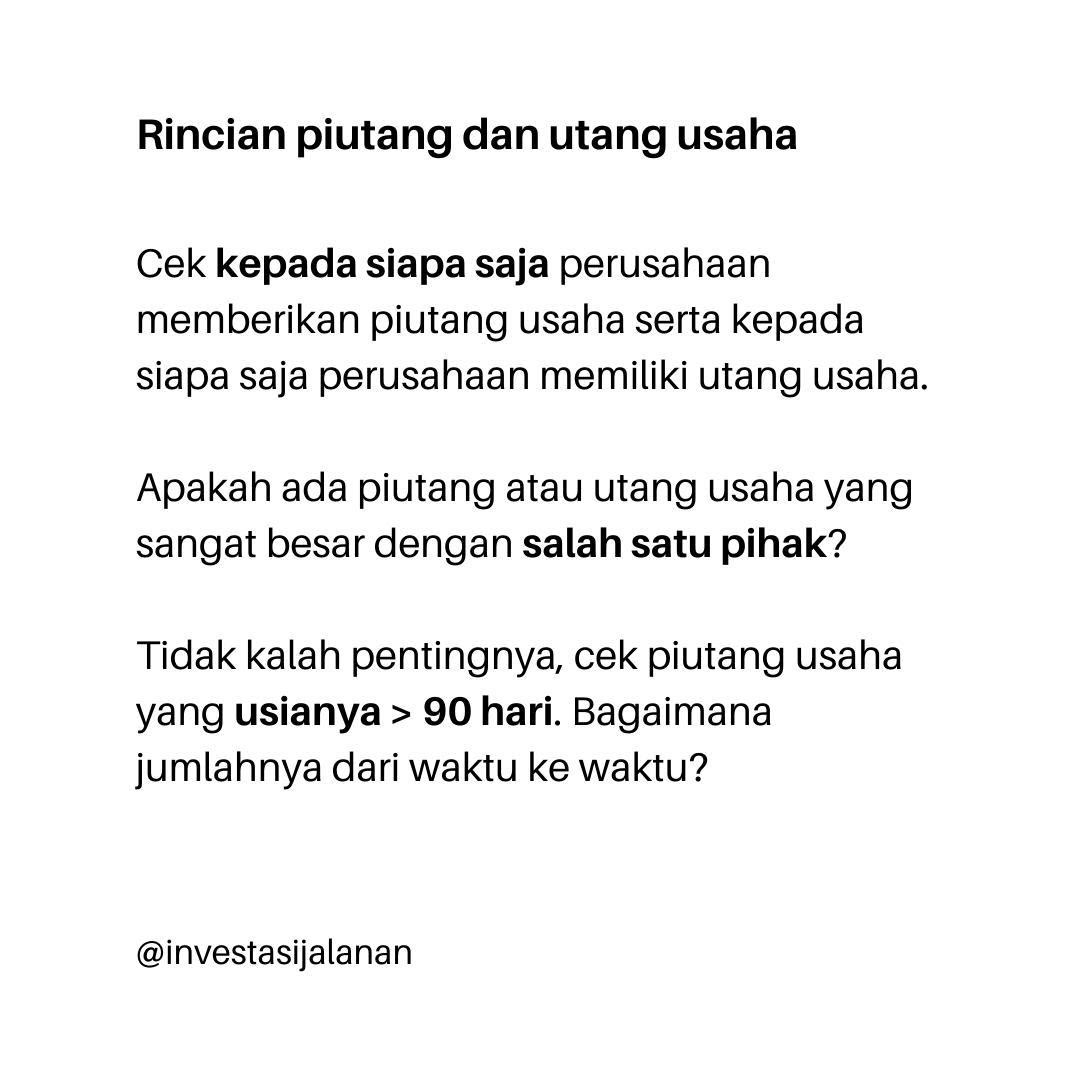 Rincian piutang dan utang usaha
Cek kepada siapa saja perusahaan
memberikan piutang usaha serta kepada
siapa saja perusahaan memiliki utang usaha.
Apakah ada piutang atau utang usaha yang
sangat besar dengan salah satu pihak?
Tidak kalah pentingnya, cek piutang usaha
yang usianya > 90 hari. Bagaimana
jumlahnya dari waktu ke waktu?
@investasijalanan